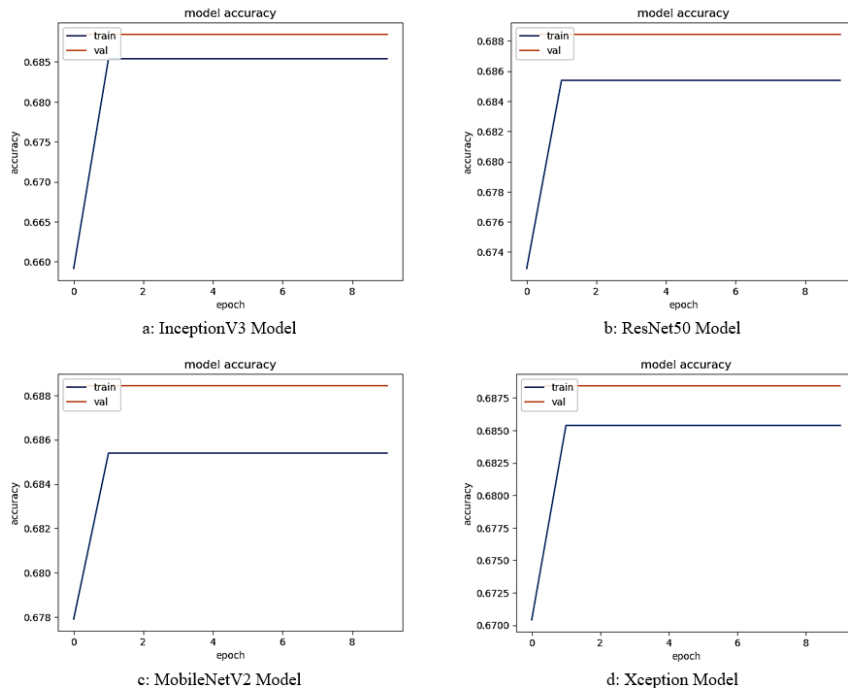 model accuracy
train
val
0.685
0.680
0.675
0.670
0.665
0.660
accuracy
0 2 4 6 8
epoch
a: InceptionV3 Model
model accuracy
train
val
0.688
0.686
0.684
0.682
0.680
0.678
0.676
0.674
accuracy
0 2 4 6 8
epoch
b: ResNet50 Model
model accuracy
train
val
0.688
0.686
0.684
0.682
0.680
0.678
accuracy
0 2 4 6 8
epoch
c: MobileNetV2 Model
model accuracy
train
val
0.6875
0.6850
0.6825
0.6800
0.6775
0.6750
0.6725
0.6700
accuracy
0 2 4 6 8
epoch
d: Xception Model